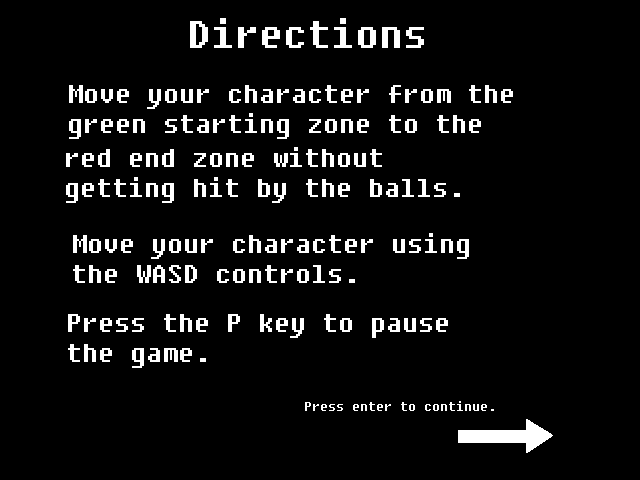 Directions
Move your character from the
green starting zone to the
red end zone without
getting hit by the balls.
Move your character using
the WASD controls.
Press the P key to pause
the game.
Press enter to continue.